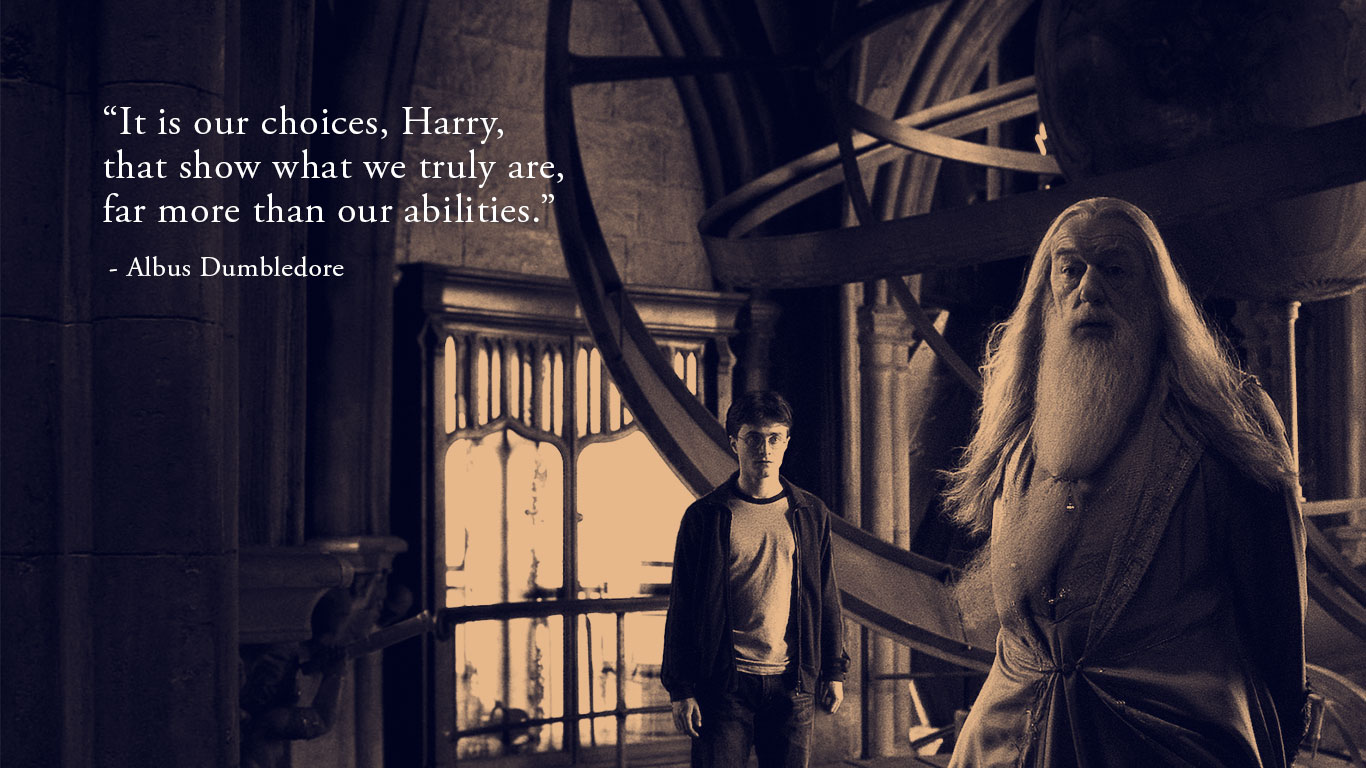 “It is our choices, Harry,
that show what we truly are,
far more than our abilities.”
- Albus Dumbledore